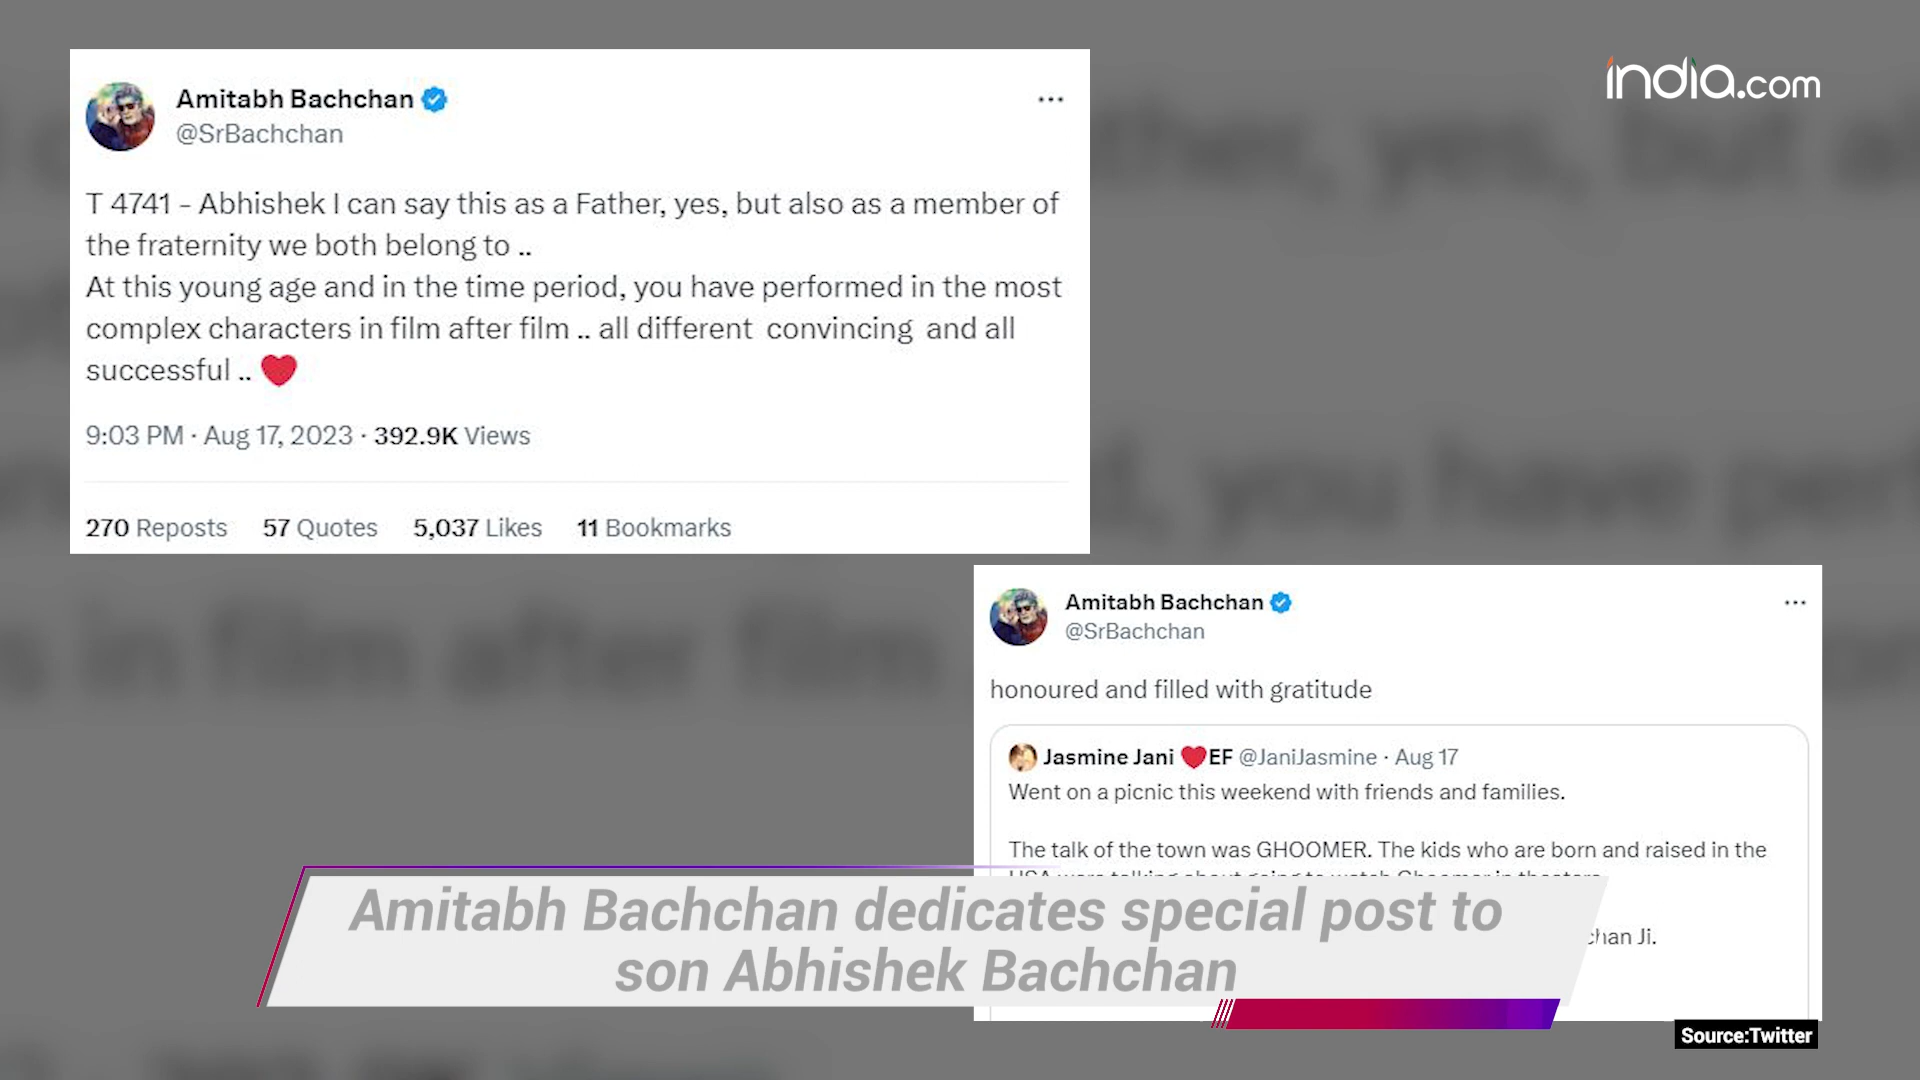 india.com
Amitabh Bachchan
@SrBachchan
T 4741 - Abhishek I can say this as a Father, yes, but also as a member of
the fraternity we both belong to ..
At this young age and in the time period, you have performed in the most
complex characters in film after film .. all different convincing and all
successful .. ❤️
9:03 PM · Aug 17, 2023 · 392.9K Views
270 Reposts 57 Quotes 5,037 Likes 11 Bookmarks
Amitabh Bachchan
@SrBachchan
honoured and filled with gratitude
Jasmine Jani ❤️EF @JaniJasmine · Aug 17
Went on a picnic this weekend with friends and families.
The talk of the town was GHOOMER. The kids who are born and raised in the
Ji.
Amitabh Bachchan dedicates special post to
son Abhishek Bachchan
Source:Twitter